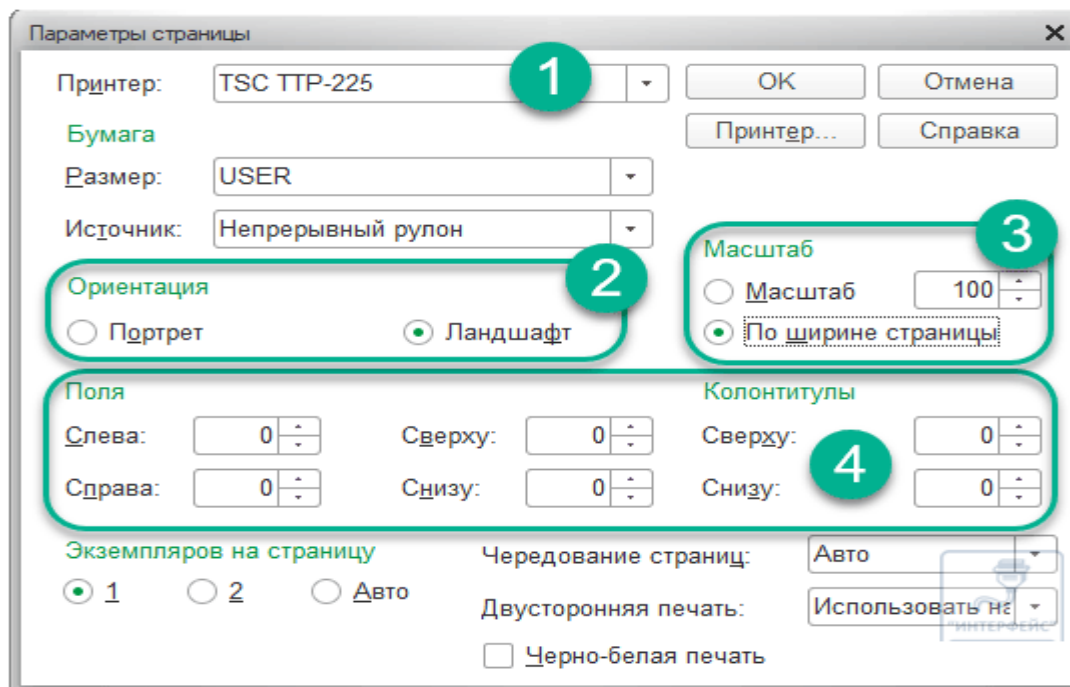 Параметры страницы
Принтер: TSC TTP-225 1 OK Отмена
Бумага Принтер... Справка
Размер: USER
Источник: Непрерывный рулон
Ориентация 2
Портрет Ландшафт
Масштаб 3
Масштаб 100
По ширине страницы
Поля Колонтитулы
Слева: 0 Сверху: 0 Сверху: 0
Справа: 0 Снизу: 0 Снизу: 0
4
Экземпляров на страницу
1 2 Авто
Чередование страниц: Авто
Двусторонняя печать: Использовать на
Черно-белая печать
"ИНТЕРФЕЙС"